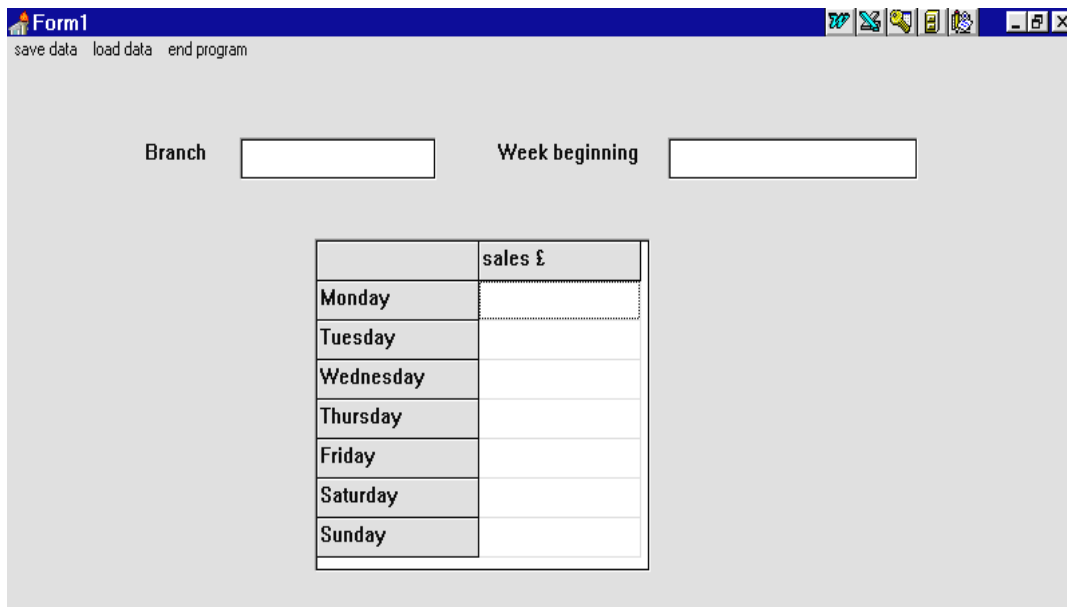 Form1
save data load data end program
Branch Week beginning
sales £
Monday
Tuesday
Wednesday
Thursday
Friday
Saturday
Sunday